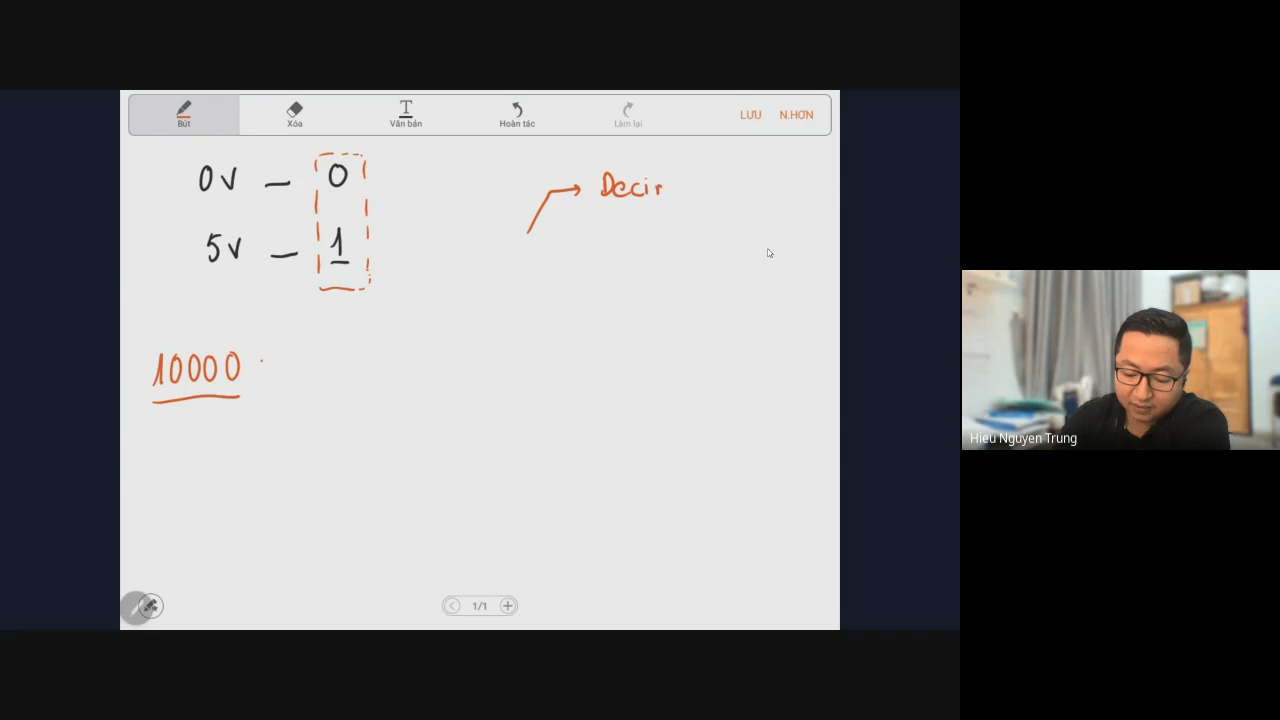 Bút Xóa Văn bản Hoàn tác Làm lại LƯU N.HƠN
0V — 0
Decir
5V — 1
10000
1/1
Hieu Nguyen Trung